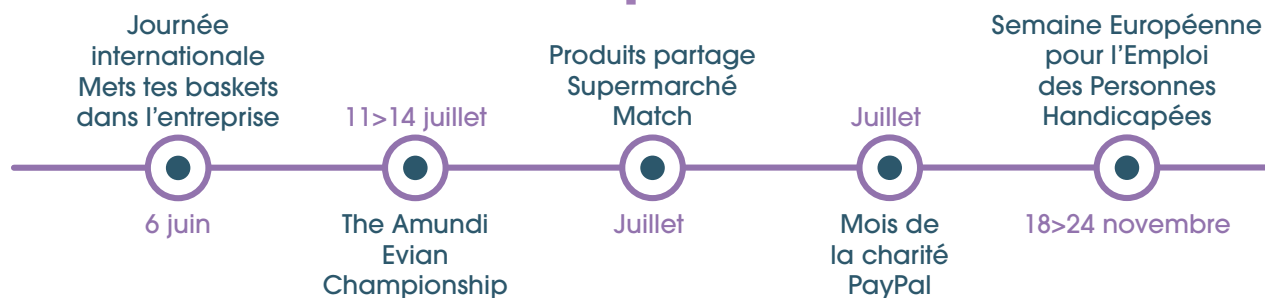 Journée
internationale
Mets tes baskets
dans l'entreprise
6 juin
11>14 juillet
The Amundi
Evian
Championship
Produits partage
Supermarché
Match
Juillet
Juillet
Mois de
la charité
PayPal
Semaine Européenne
pour l'Emploi
des Personnes
Handicapées
18>24 novembre